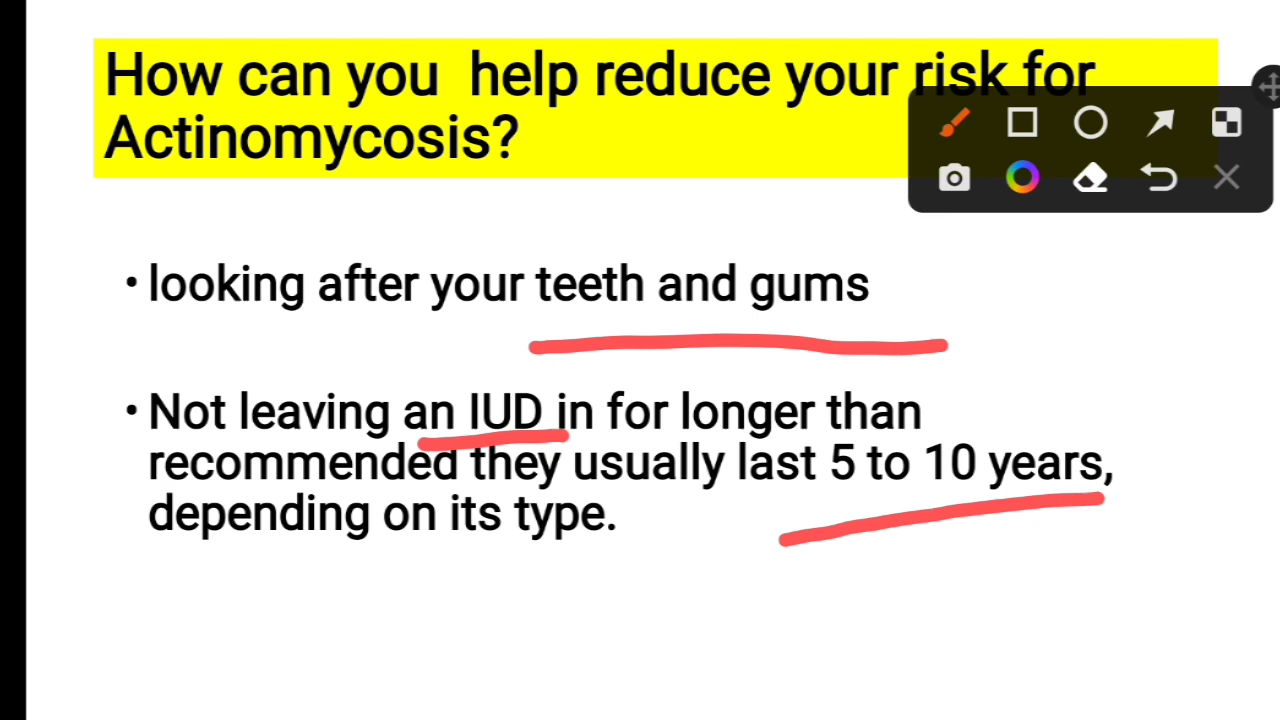 How can you help reduce your risk for
Actinomycosis?
• looking after your teeth and gums
• Not leaving an IUD in for longer than
recommended they usually last 5 to 10 years,
depending on its type.